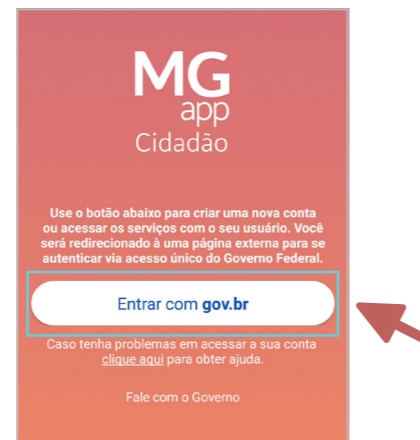 MG
app
Cidadão
Use o botão abaixo para criar uma nova conta
ou acessar os serviços com o seu usuário. Você
será redirecionado à uma página externa para se
autenticar via acesso único do Governo Federal.
Entrar com gov.br
Caso tenha problemas em acessar a sua conta
clique aqui para obter ajuda.
Fale com o Governo